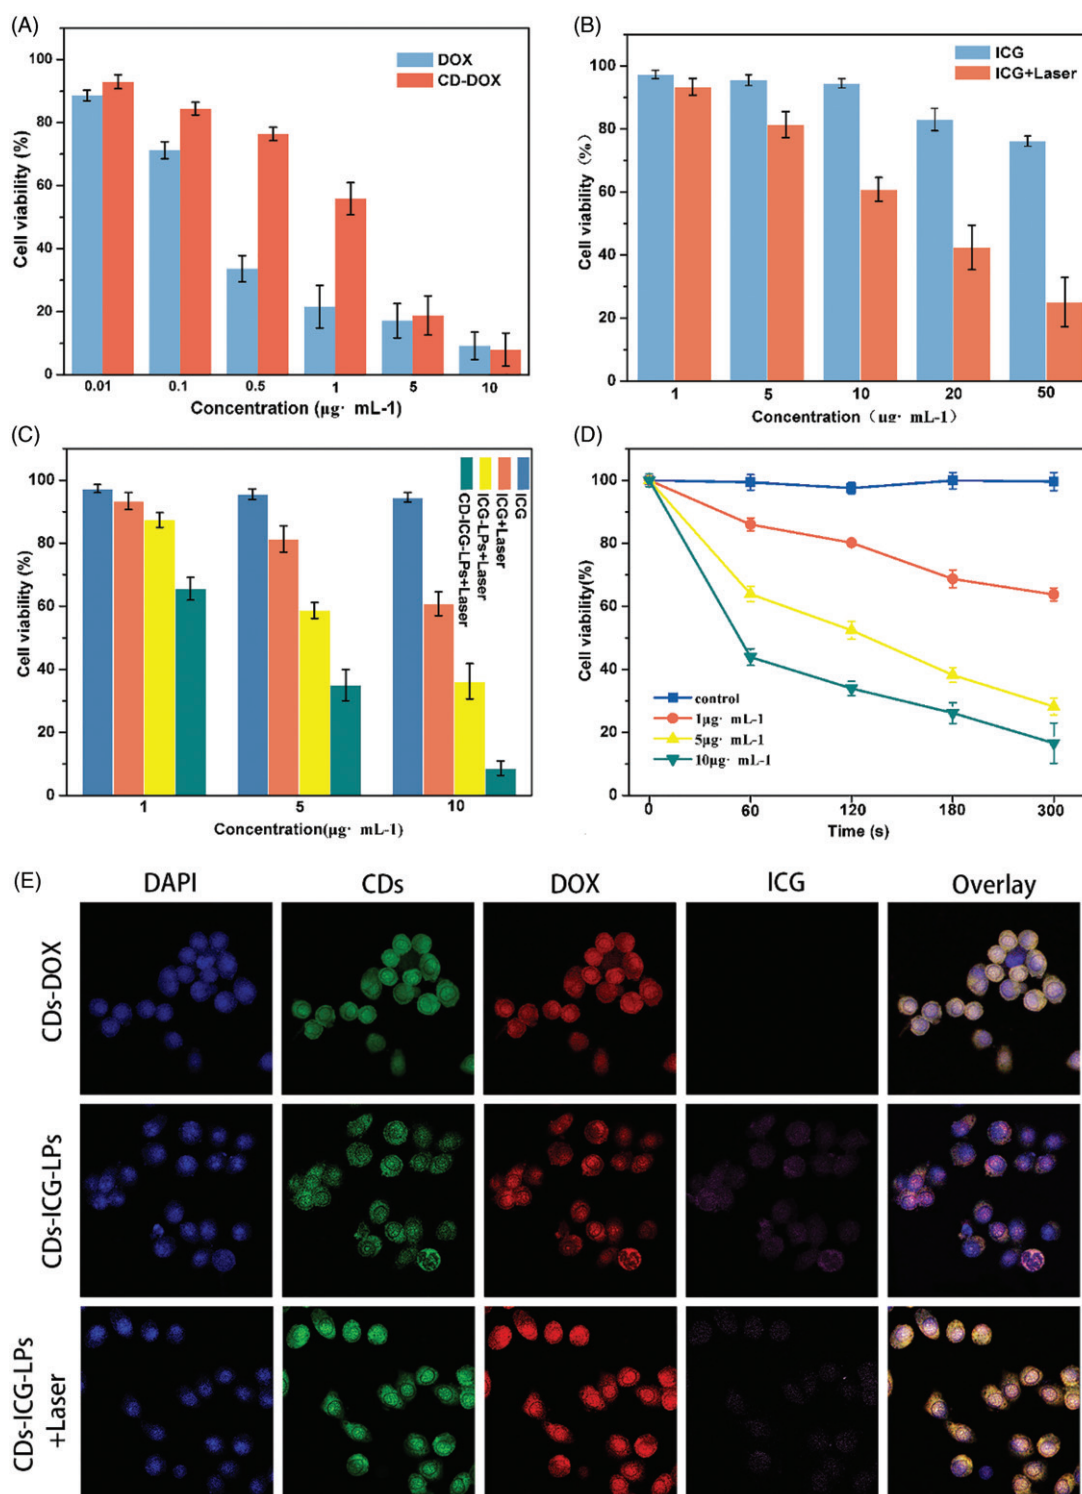 (A)
100
80
60
40
20
0
Cell viability (%)
DOX
CD-DOX
0.01 0.1 0.5 1 5 10
Concentration (µg· mL-1)
(B)
100
80
60
40
20
0
Cell viability (%)
ICG
ICG+Laser
1 5 10 20 50
Concentration (µg· mL-1)
(C)
100
80
60
40
20
0
Cell viability (%)
ICG
ICG+Laser
ICG-LPs+Laser
CD-ICG-LPs+Laser
1 5 10
Concentration(µg· mL-1)
(D)
100
80
60
40
20
0
Cell viability(%)
control
1µg· mL-1
5µg· mL-1
10µg· mL-1
0 60 120 180 300
Time (s)
(E)
DAPI CDs DOX ICG Overlay
CDs-DOX
CDs-ICG-LPs
CDs-ICG-LPs
+Laser